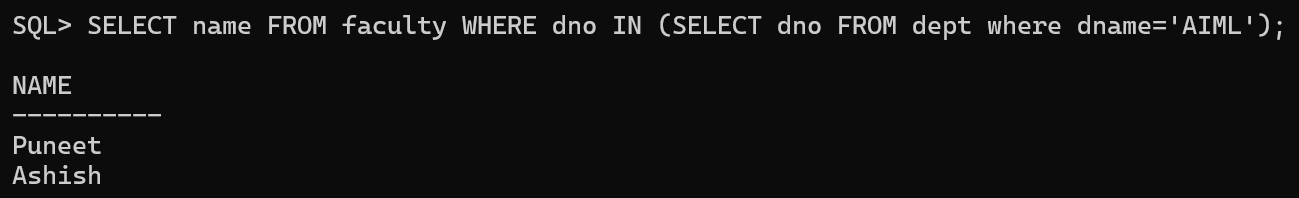 SQL> SELECT name FROM faculty WHERE dno IN (SELECT dno FROM dept where dname='AIML');
NAME
----------
Puneet
Ashish